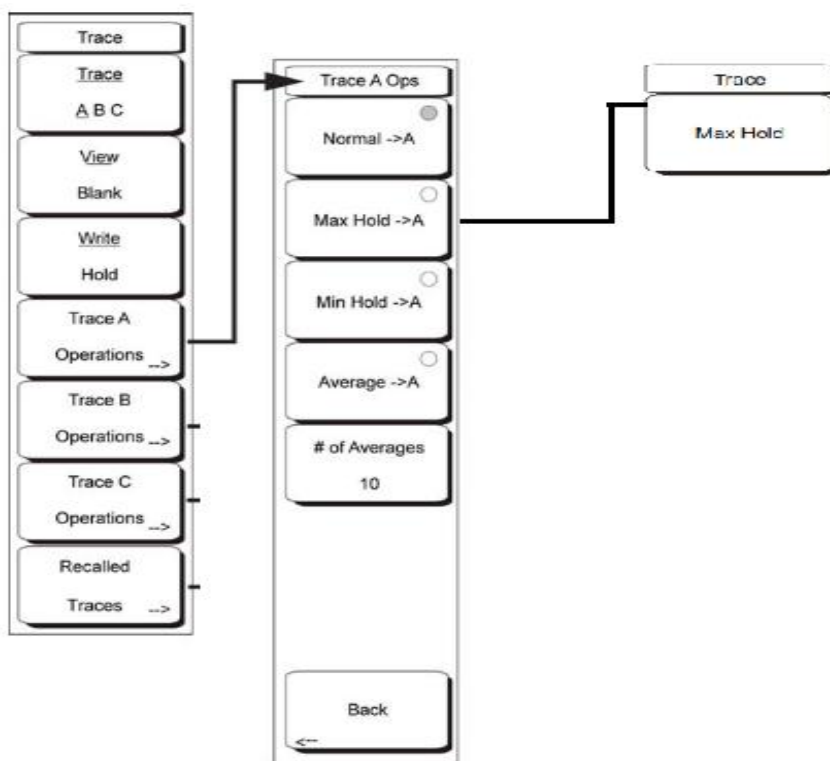 Trace
Trace
A B C
View
Blank
Write
Hold
Trace A
Operations -->
Trace B
Operations -->
Trace C
Operations -->
Recalled
Traces -->
Trace A Ops
Normal ->A
Max Hold ->A
Min Hold ->A
Average ->A
# of Averages
10
Back
<--
Trace
Max Hold